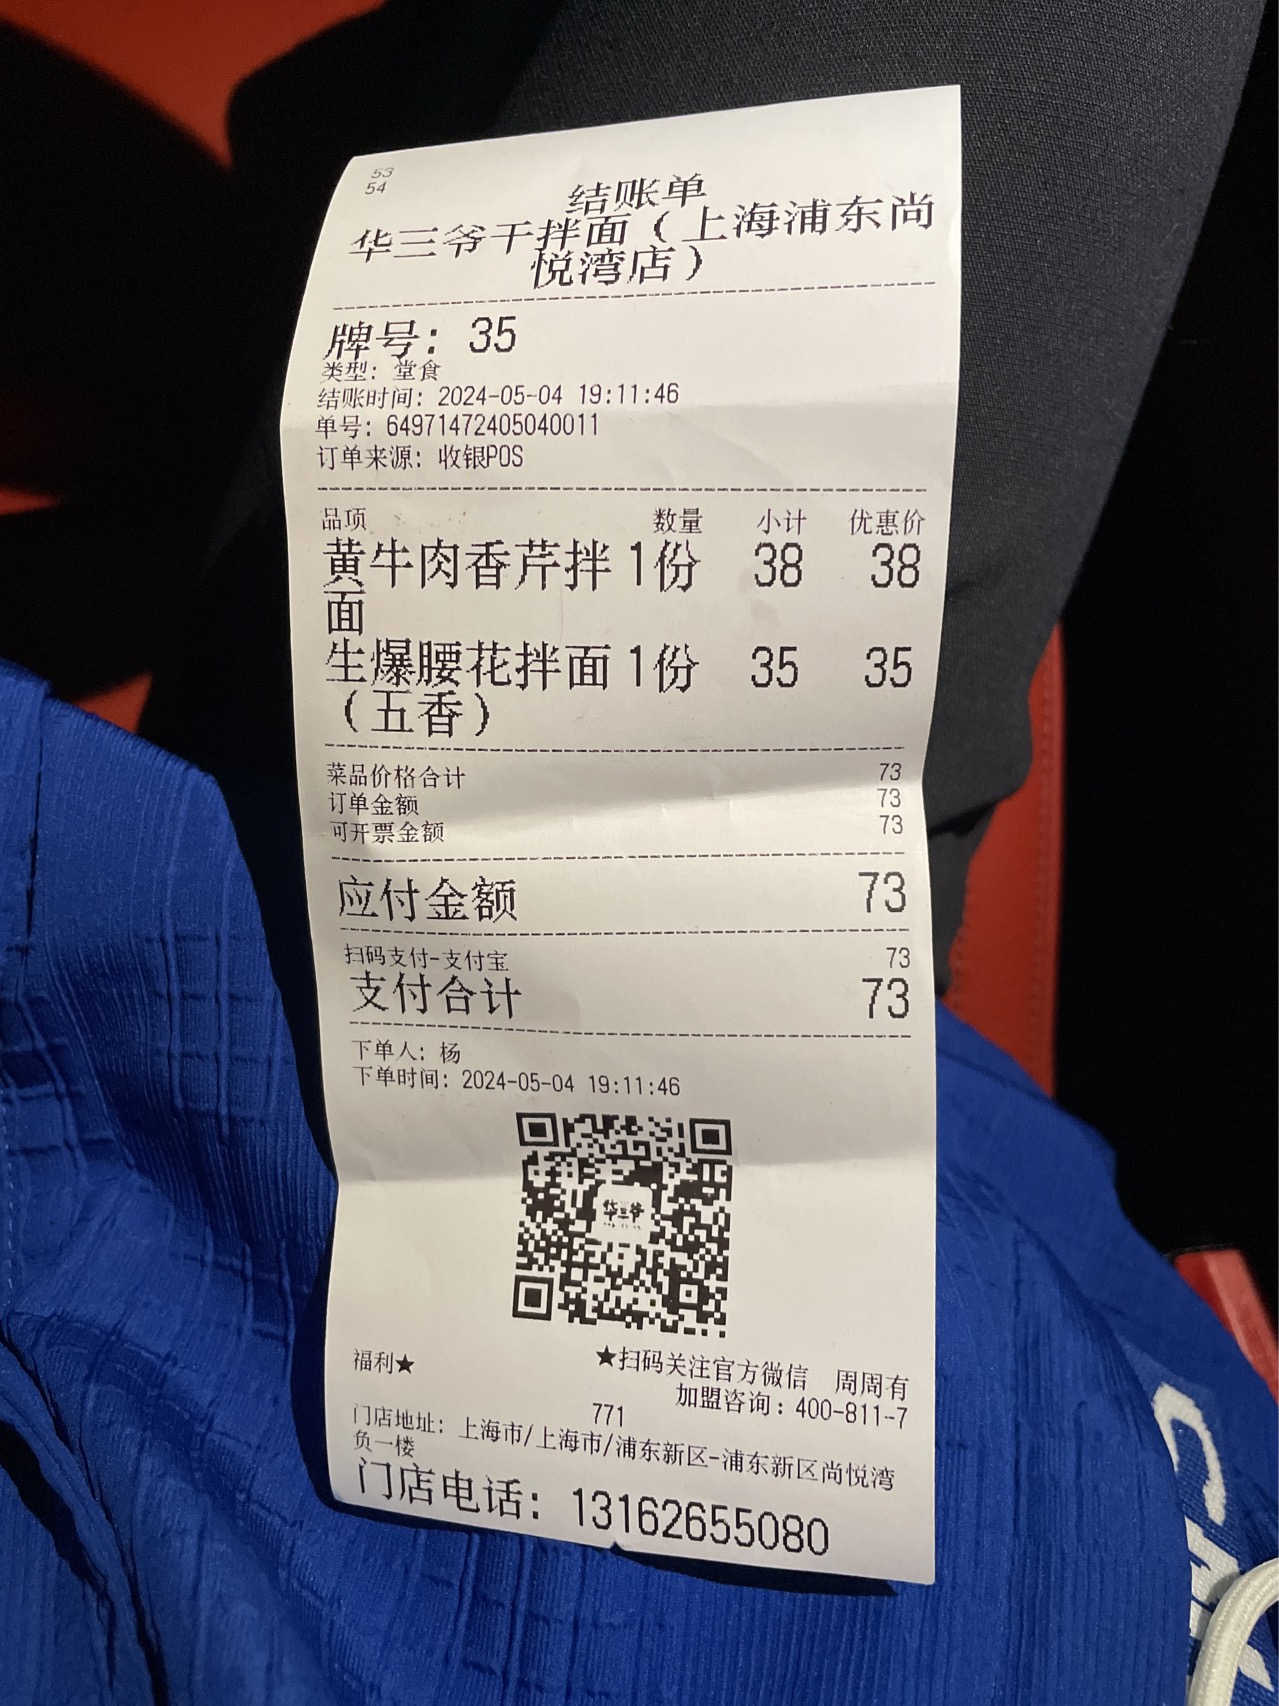 53
54
结账单
华三爷干拌面（上海浦东尚
悦湾店）
牌号：35
类型：堂食
结账时间：2024-05-04 19:11:46
单号：64971472405040011
订单来源：收银POS
品项 数量 小计 优惠价
黄牛肉香芹拌 1份 38 38
面
生爆腰花拌面 1份 35 35
（五香）
菜品价格合计 73
订单金额 73
可开票金额 73
应付金额 73
扫码支付-支付宝 73
支付合计 73
下单人：杨
下单时间：2024-05-04 19:11:46
华三爷
★扫码关注官方微信 周周有
福利★
加盟咨询：400-811-7
771
门店地址：上海市/上海市/浦东新区-浦东新区尚悦湾
负一楼
门店电话：13162655080